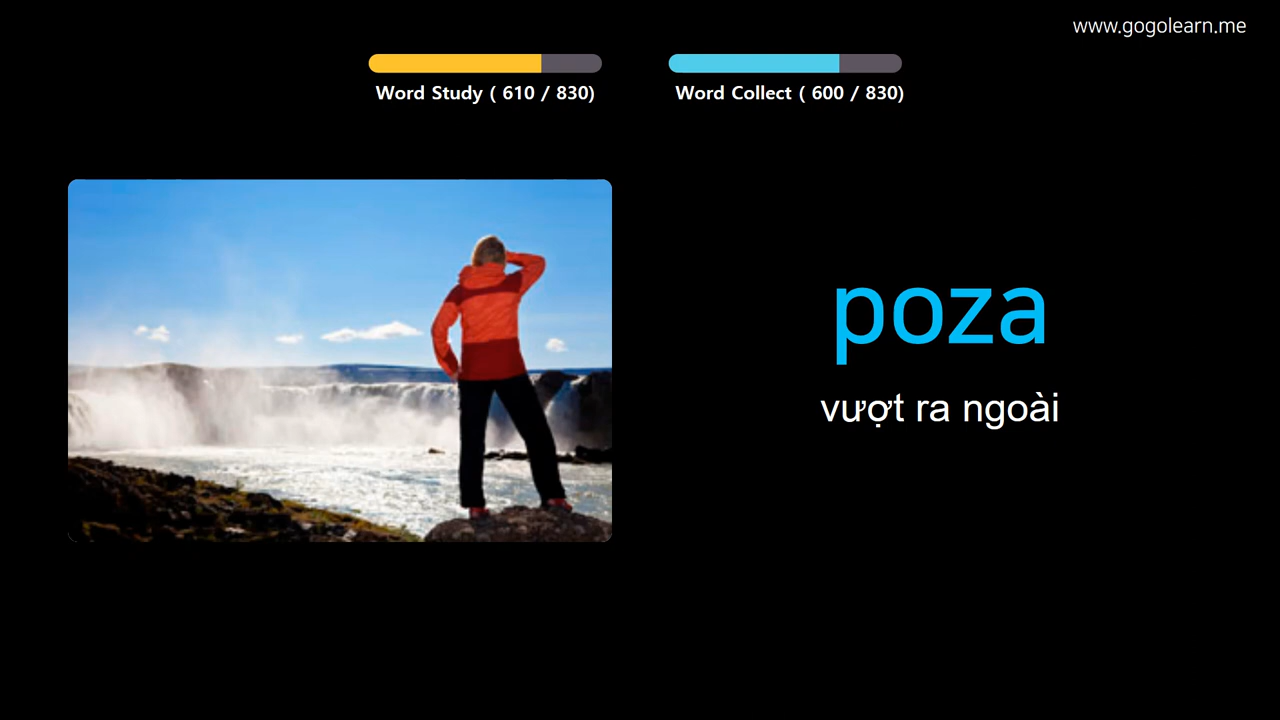 www.gogolearn.me
Word Study ( 610 / 830)
Word Collect ( 600 / 830)
poza
vượt ra ngoài